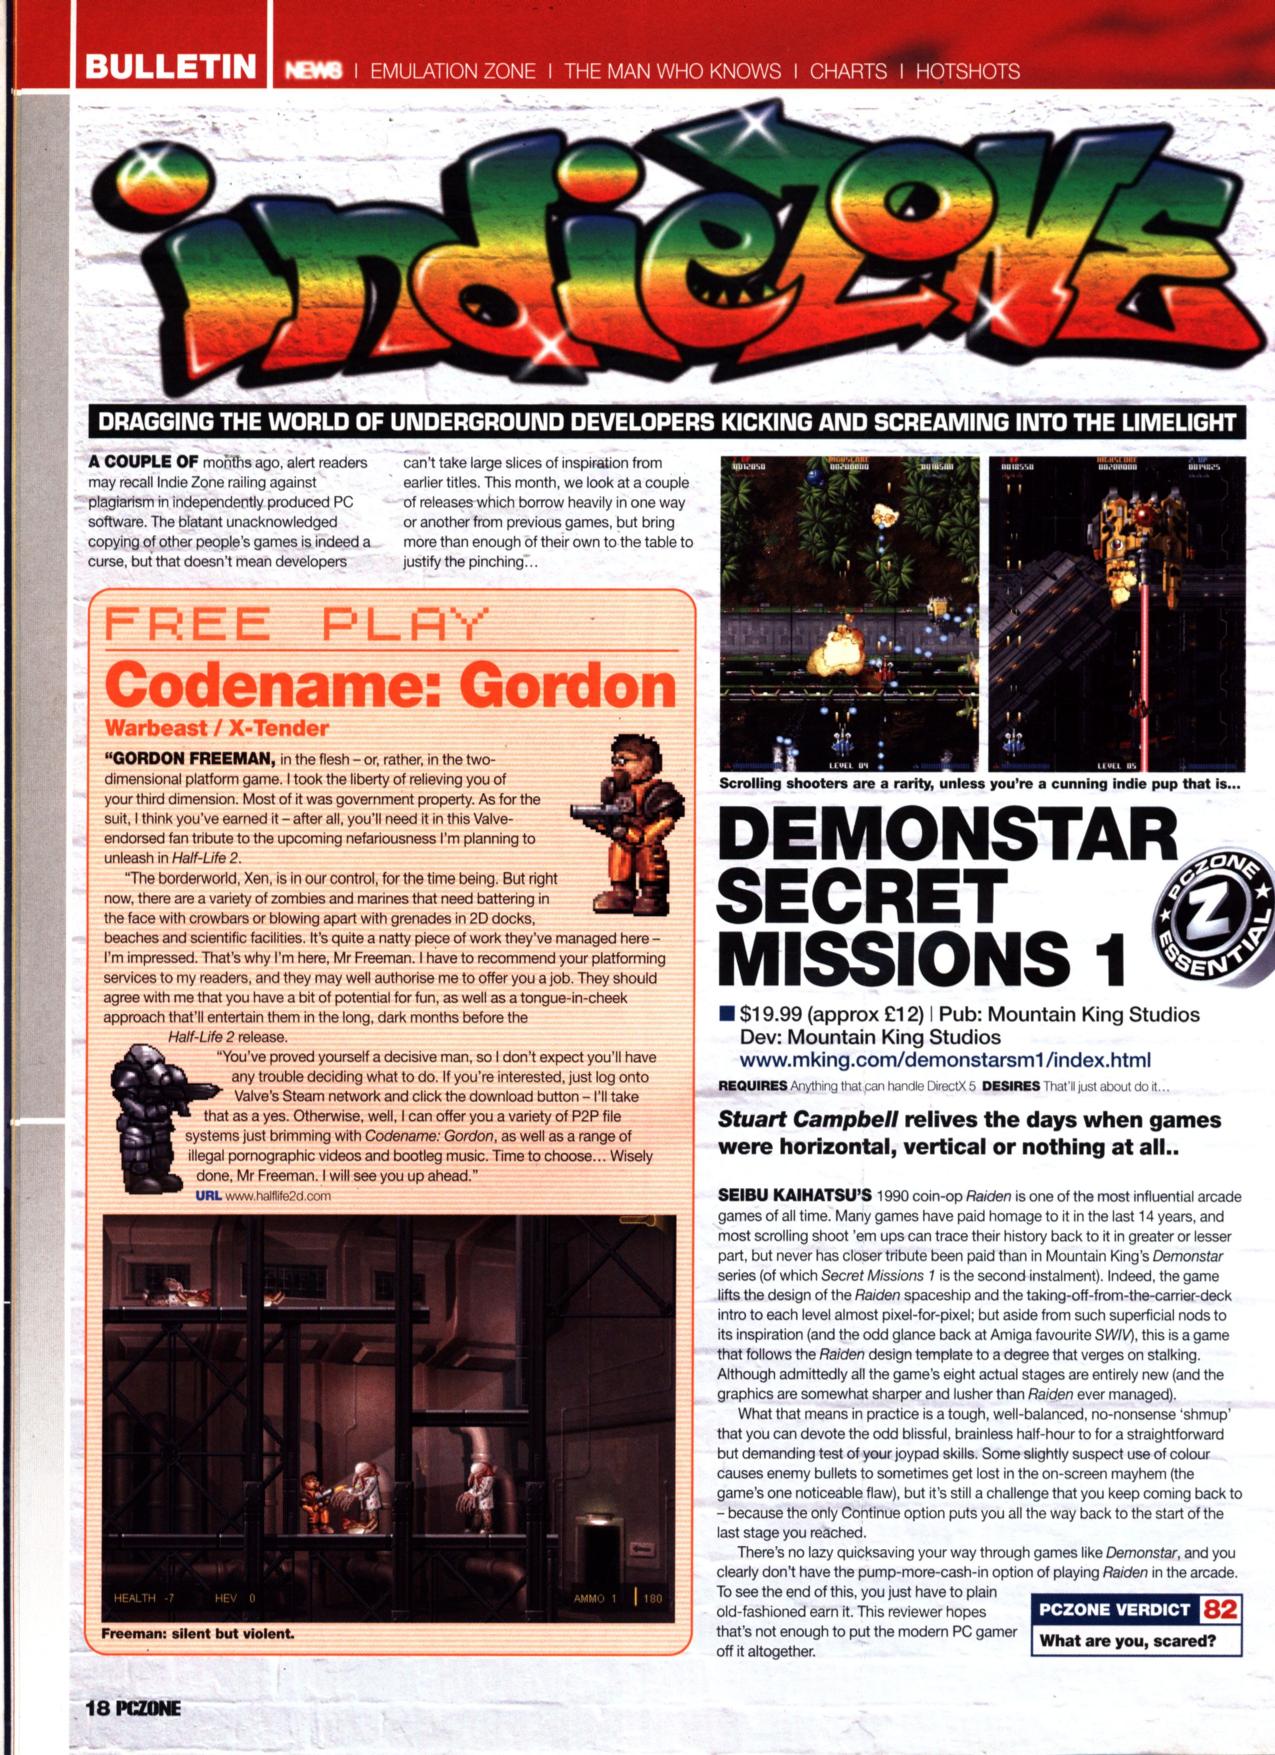 BULLETIN
NEWS | EMULATION ZONE | THE MAN WHO KNOWS | CHARTS | HOTSHOTS
indieZONE
DRAGGING THE WORLD OF UNDERGROUND DEVELOPERS KICKING AND SCREAMING INTO THE LIMELIGHT
A COUPLE OF months ago, alert readers
may recall Indie Zone railing against
plagiarism in independently produced PC
software. The blatant unacknowledged
copying of other people's games is indeed a
curse, but that doesn't mean developers
can't take large slices of inspiration from
earlier titles. This month, we look at a couple
of releases which borrow heavily in one way
or another from previous games, but bring
more than enough of their own to the table to
justify the pinching...
FREE PLAY
Codename: Gordon
Warbeast / X-Tender
"GORDON FREEMAN, in the flesh – or, rather, in the two-
dimensional platform game. I took the liberty of relieving you of
your third dimension. Most of it was government property. As for the
suit, I think you've earned it – after all, you'll need it in this Valve-
endorsed fan tribute to the upcoming nefariousness I'm planning to
unleash in Half-Life 2.
"The borderworld, Xen, is in our control, for the time being. But right
now, there are a variety of zombies and marines that need battering in
the face with crowbars or blowing apart with grenades in 2D docks,
beaches and scientific facilities. It's quite a natty piece of work they've managed here –
I'm impressed. That's why I'm here, Mr Freeman. I have to recommend your platforming
services to my readers, and they may well authorise me to offer you a job. They should
agree with me that you have a bit of potential for fun, as well as a tongue-in-cheek
approach that'll entertain them in the long, dark months before the
Half-Life 2 release.
"You've proved yourself a decisive man, so I don't expect you'll have
any trouble deciding what to do. If you're interested, just log onto
Valve's Steam network and click the download button – I'll take
that as a yes. Otherwise, well, I can offer you a variety of P2P file
systems just brimming with Codename: Gordon, as well as a range of
illegal pornographic videos and bootleg music. Time to choose... Wisely
done, Mr Freeman. I will see you up ahead."
URL www.halflife2d.com
HEALTH -7 HEV 0 AMMO 1 | 180
Freeman: silent but violent.
HIGHSCORE
00200000
LEVEL 04
HIGHSCORE
00200000
LEVEL 05
Scrolling shooters are a rarity, unless you're a cunning indie pup that is...
DEMONSTAR
SECRET
MISSIONS 1
PCZONE
Z
ESSENTIAL
$19.99 (approx £12) | Pub: Mountain King Studios
Dev: Mountain King Studios
www.mking.com/demonstarsm1/index.html
REQUIRES Anything that can handle DirectX 5 DESIRES That'll just about do it...
Stuart Campbell relives the days when games
were horizontal, vertical or nothing at all..
SEIBU KAIHATSU'S 1990 coin-op Raiden is one of the most influential arcade
games of all time. Many games have paid homage to it in the last 14 years, and
most scrolling shoot 'em ups can trace their history back to it in greater or lesser
part, but never has closer tribute been paid than in Mountain King's Demonstar
series (of which Secret Missions 1 is the second instalment). Indeed, the game
lifts the design of the Raiden spaceship and the taking-off-from-the-carrier-deck
intro to each level almost pixel-for-pixel; but aside from such superficial nods to
its inspiration (and the odd glance back at Amiga favourite SWIV), this is a game
that follows the Raiden design template to a degree that verges on stalking.
Although admittedly all the game's eight actual stages are entirely new (and the
graphics are somewhat sharper and lusher than Raiden ever managed).
What that means in practice is a tough, well-balanced, no-nonsense 'shmup'
that you can devote the odd blissful, brainless half-hour to for a straightforward
but demanding test of your joypad skills. Some slightly suspect use of colour
causes enemy bullets to sometimes get lost in the on-screen mayhem (the
game's one noticeable flaw), but it's still a challenge that you keep coming back to
– because the only Continue option puts you all the way back to the start of the
last stage you reached.
There's no lazy quicksaving your way through games like Demonstar, and you
clearly don't have the pump-more-cash-in option of playing Raiden in the arcade.
To see the end of this, you just have to plain
old-fashioned earn it. This reviewer hopes
that's not enough to put the modern PC gamer
off it altogether.
PCZONE VERDICT 82
What are you, scared?
18 PCZONE